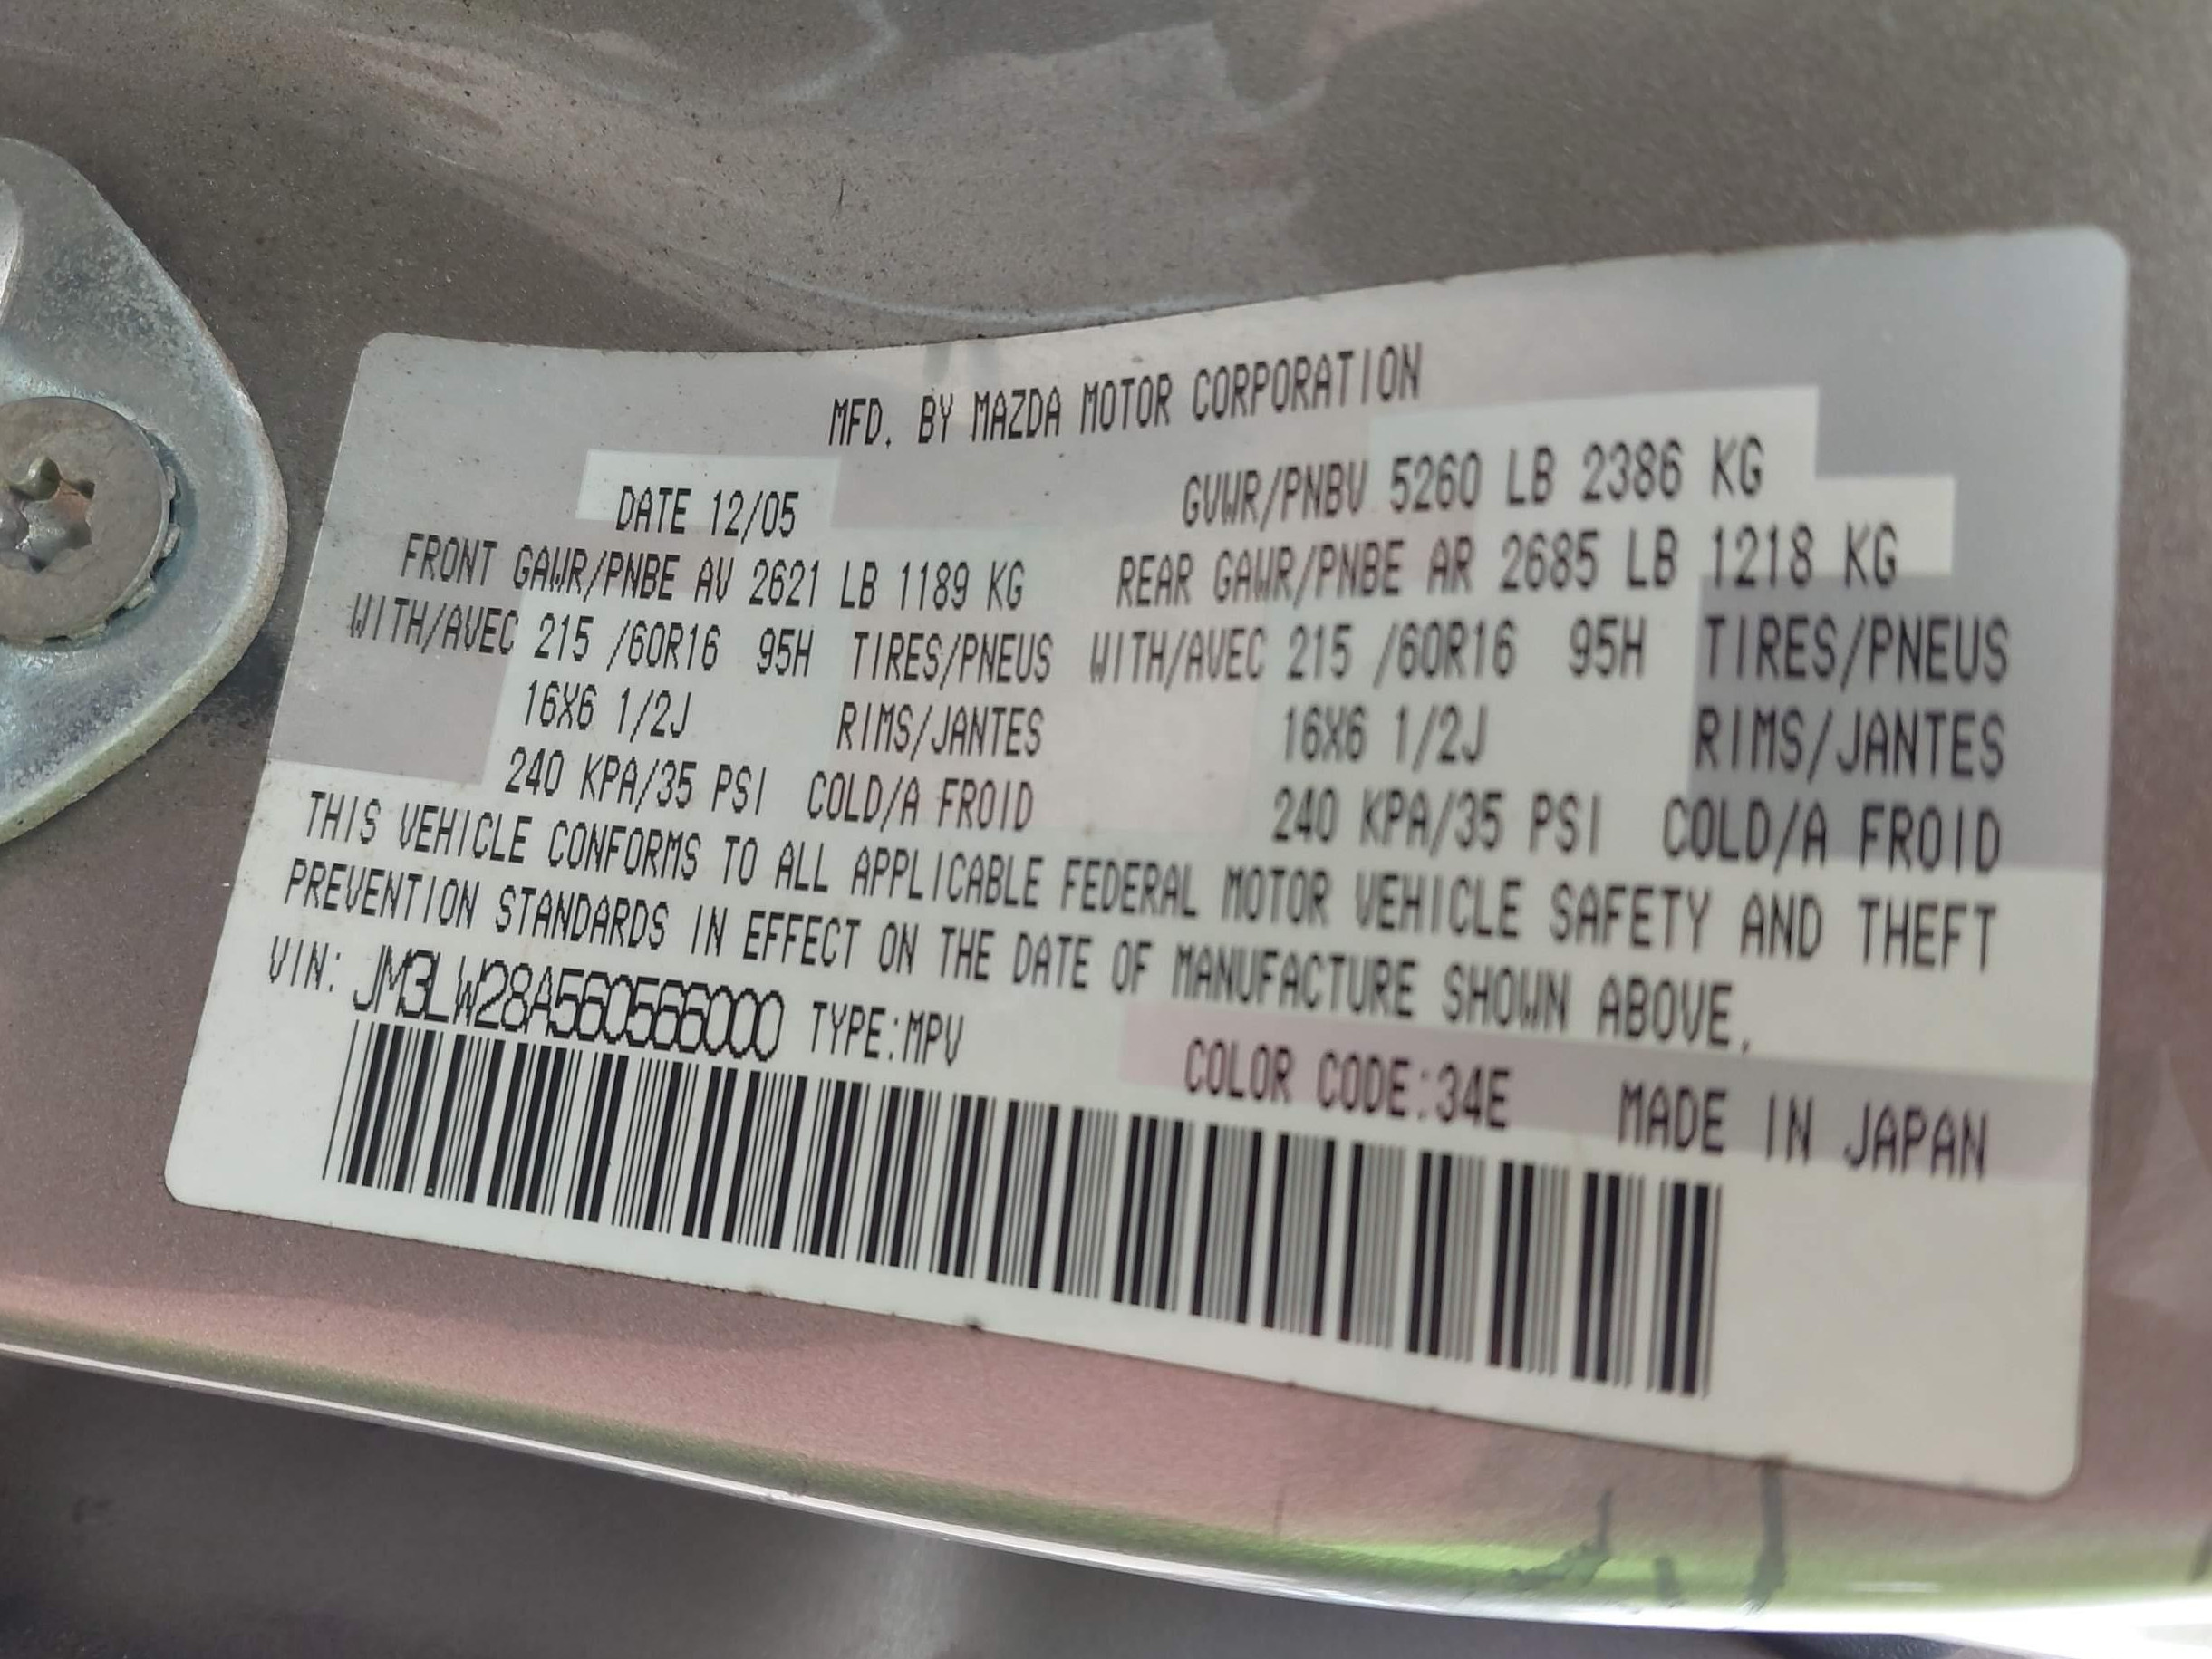 MFD. BY MAZDA MOTOR CORPORATION
DATE 12/05 GVWR/PNBV 5260 LB 2386 KG
FRONT GAWR/PNBE AV 2621 LB 1189 KG REAR GAWR/PNBE AR 2685 LB 1218 KG
WITH/AVEC 215 /60R16 95H TIRES/PNEUS WITH/AVEC 215 /60R16 95H TIRES/PNEUS
16X6 1/2J RIMS/JANTES 16X6 1/2J RIMS/JANTES
240 KPA/35 PSI COLD/A FROID 240 KPA/35 PSI COLD/A FROID
THIS VEHICLE CONFORMS TO ALL APPLICABLE FEDERAL MOTOR VEHICLE SAFETY AND THEFT
PREVENTION STANDARDS IN EFFECT ON THE DATE OF MANUFACTURE SHOWN ABOVE.
VIN: JM3LW28A560566000 TYPE:MPV COLOR CODE:34E MADE IN JAPAN